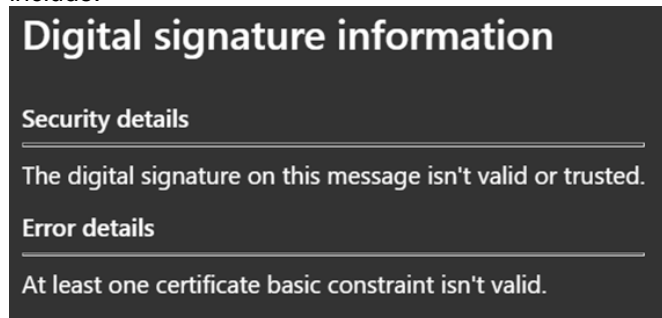 include:
Digital signature information
Security details
The digital signature on this message isn't valid or trusted.
Error details
At least one certificate basic constraint isn't valid.